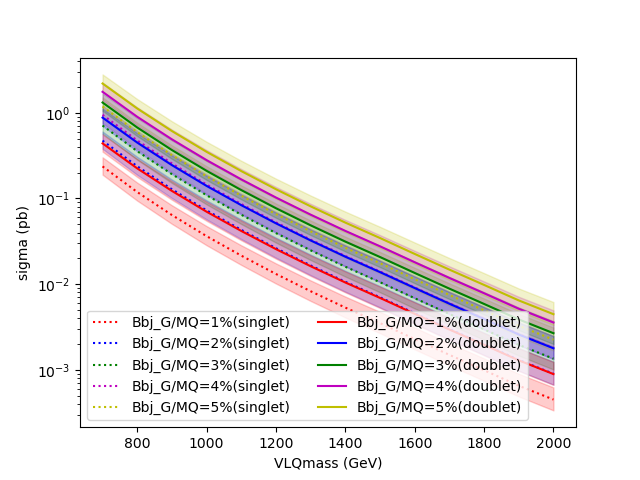 sigma (pb)
10⁰
10⁻¹
10⁻²
10⁻³
Bbj_G/MQ=1%(singlet) Bbj_G/MQ=1%(doublet)
Bbj_G/MQ=2%(singlet) Bbj_G/MQ=2%(doublet)
Bbj_G/MQ=3%(singlet) Bbj_G/MQ=3%(doublet)
Bbj_G/MQ=4%(singlet) Bbj_G/MQ=4%(doublet)
Bbj_G/MQ=5%(singlet) Bbj_G/MQ=5%(doublet)
800 1000 1200 1400 1600 1800 2000
VLQmass (GeV)